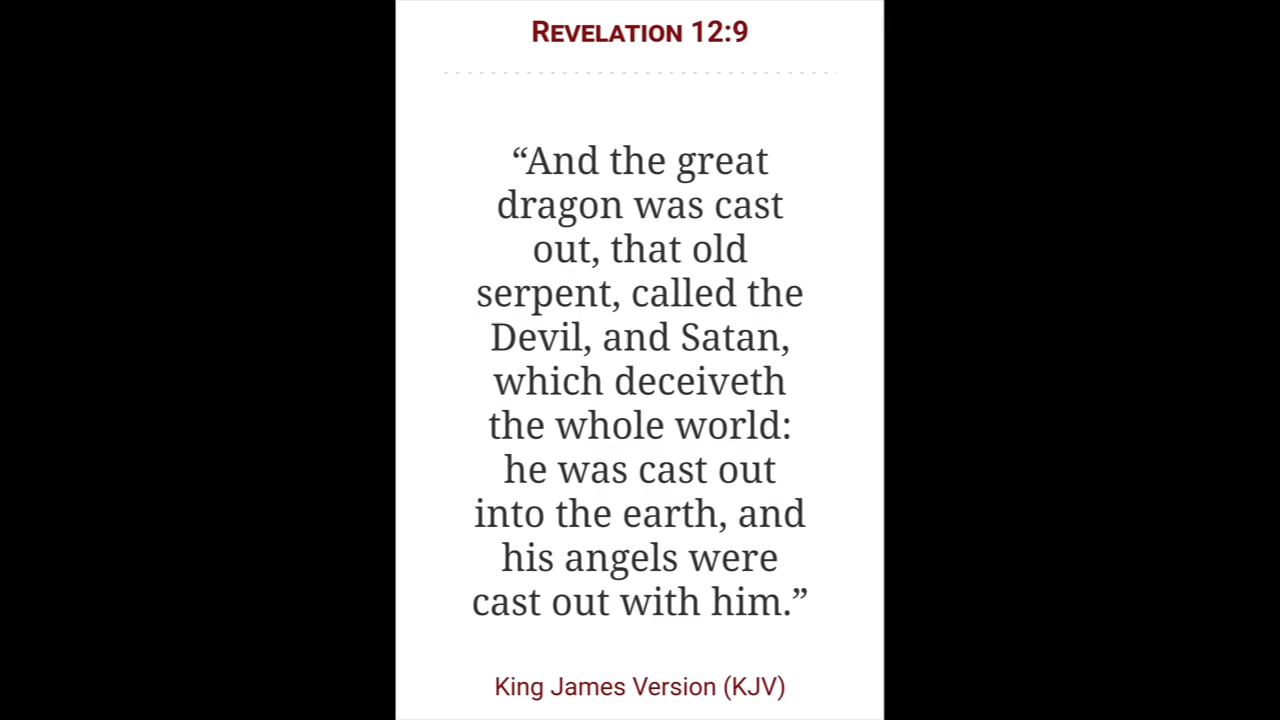 REVELATION 12:9
“And the great
dragon was cast
out, that old
serpent, called the
Devil, and Satan,
which deceiveth
the whole world:
he was cast out
into the earth, and
his angels were
cast out with him.”
King James Version (KJV)